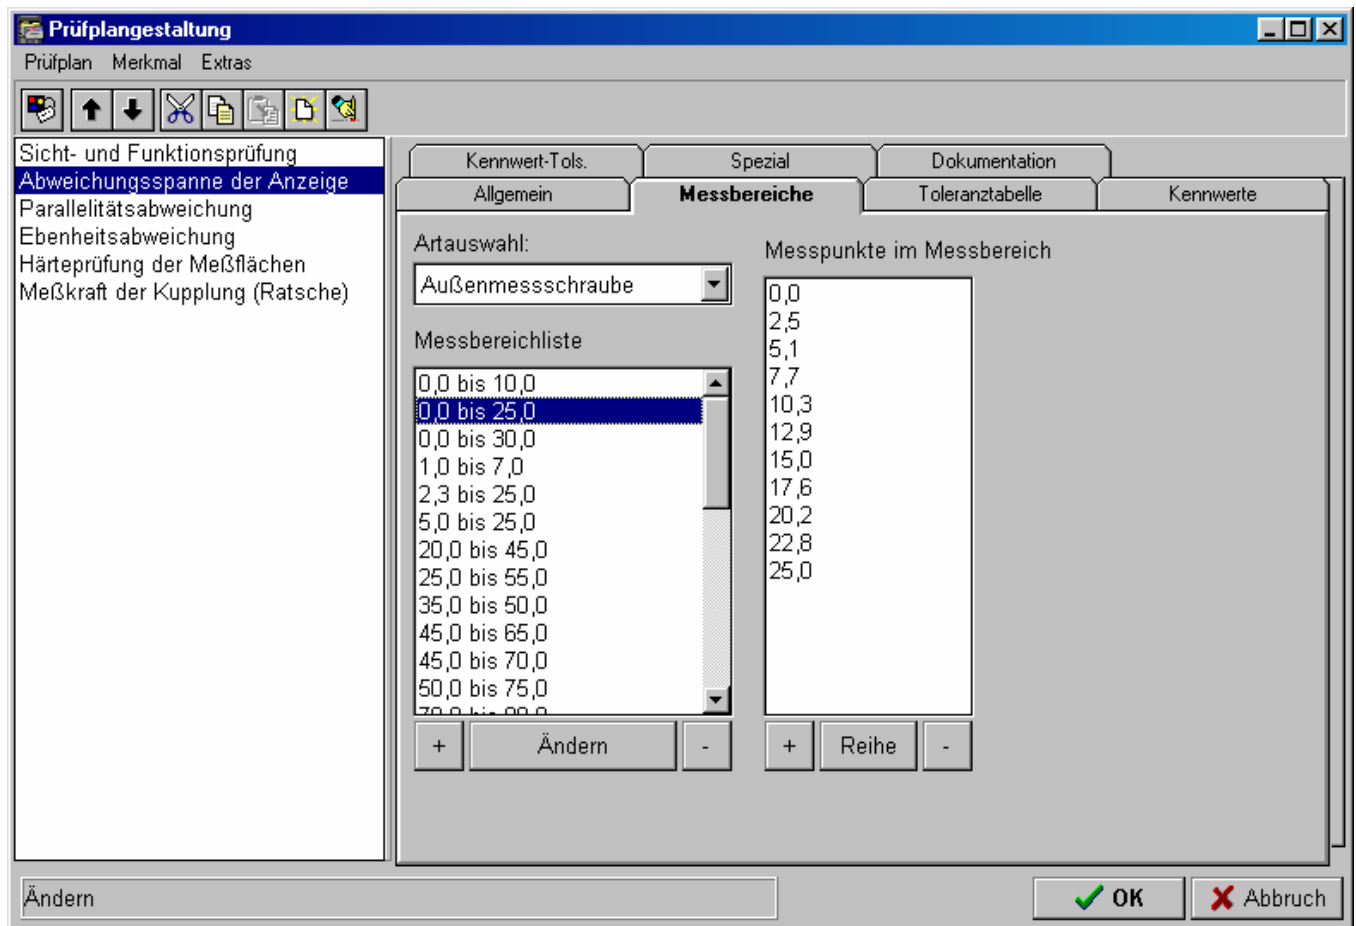 Prüfplangestaltung
Prüfplan Merkmal Extras
Sicht- und Funktionsprüfung
Abweichungsspanne der Anzeige
Parallelitätsabweichung
Ebenheitsabweichung
Härteprüfung der Meßflächen
Meßkraft der Kupplung (Ratsche)
Kennwert-Tols. Spezial Dokumentation
Allgemein Messbereiche Toleranztabelle Kennwerte
Artauswahl:
Außenmessschraube
Messbereichliste
0,0 bis 10,0
0,0 bis 25,0
0,0 bis 30,0
1,0 bis 7,0
2,3 bis 25,0
5,0 bis 25,0
20,0 bis 45,0
25,0 bis 55,0
35,0 bis 50,0
45,0 bis 65,0
45,0 bis 70,0
50,0 bis 75,0
+ Ändern -
Messpunkte im Messbereich
0,0
2,5
5,1
7,7
10,3
12,9
15,0
17,6
20,2
22,8
25,0
+ Reihe -
Ändern
OK Abbruch